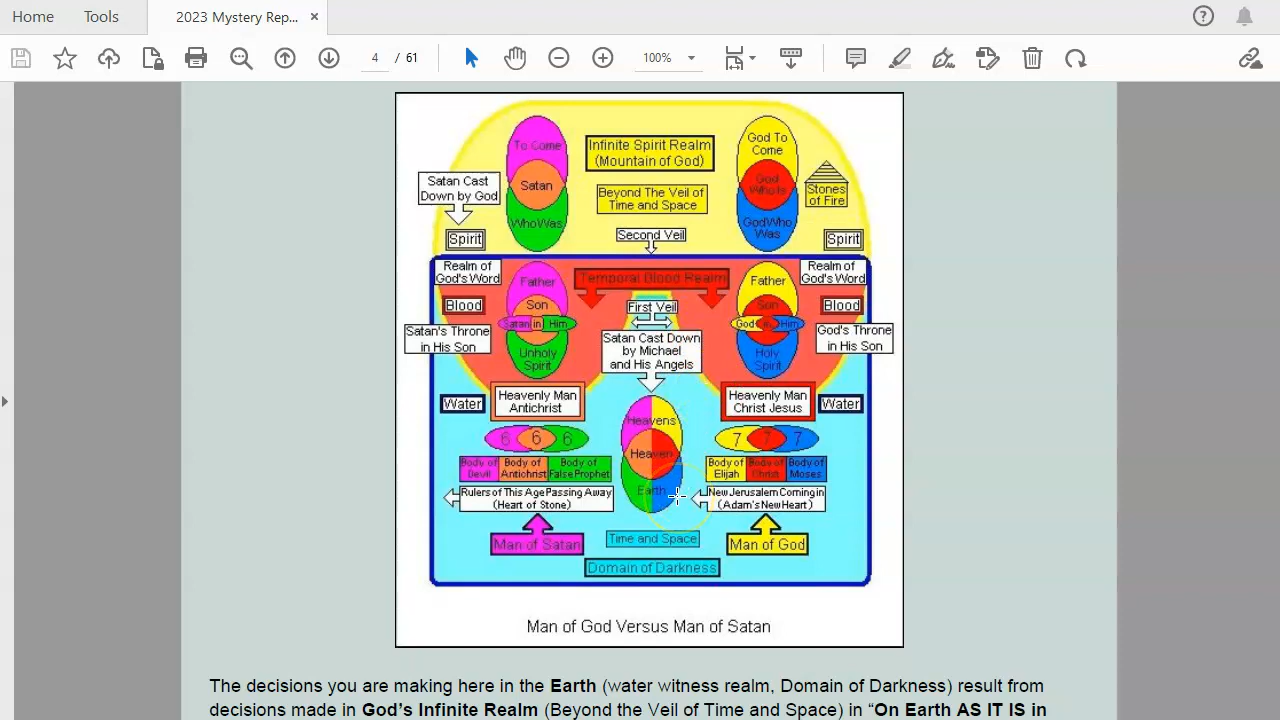 Home
Tools
2023 Mystery Rep...
4 / 61
100%
To Come
Satan
WhoWas
Infinite Spirit Realm
(Mountain of God)
Beyond The Veil of
Time and Space
Second Veil
God To
Come
God
Who Is
GodWho
Was
Stones
of Fire
Satan Cast
Down by God
Spirit
Spirit
Realm of
God's Word
Realm of
God's Word
Father
Son
Satan in Him
Unholy
Spirit
Temporal Blood Realm
Father
Son
God in Him
Holy
Spirit
Blood
Blood
First Veil
Satan's Throne
in His Son
God's Throne
in His Son
Satan Cast Down
by Michael
and His Angels
Water
Heavenly Man
Antichrist
Heavenly Man
Christ Jesus
Water
Heavens
Heaven
Earth
6 6 6
7 7 7
Body of
Devil
Body of
Antichrist
Body of
False Prophet
Body of
Elijah
Body of
Christ
Body of
Moses
Rulers of This Age Passing Away
(Heart of Stone)
New Jerusalem Coming in
(Adam's New Heart)
Man of Satan
Time and Space
Man of God
Domain of Darkness
Man of God Versus Man of Satan
The decisions you are making here in the Earth (water witness realm, Domain of Darkness) result from
decisions made in God's Infinite Realm (Beyond the Veil of Time and Space) in “On Earth AS IT IS in